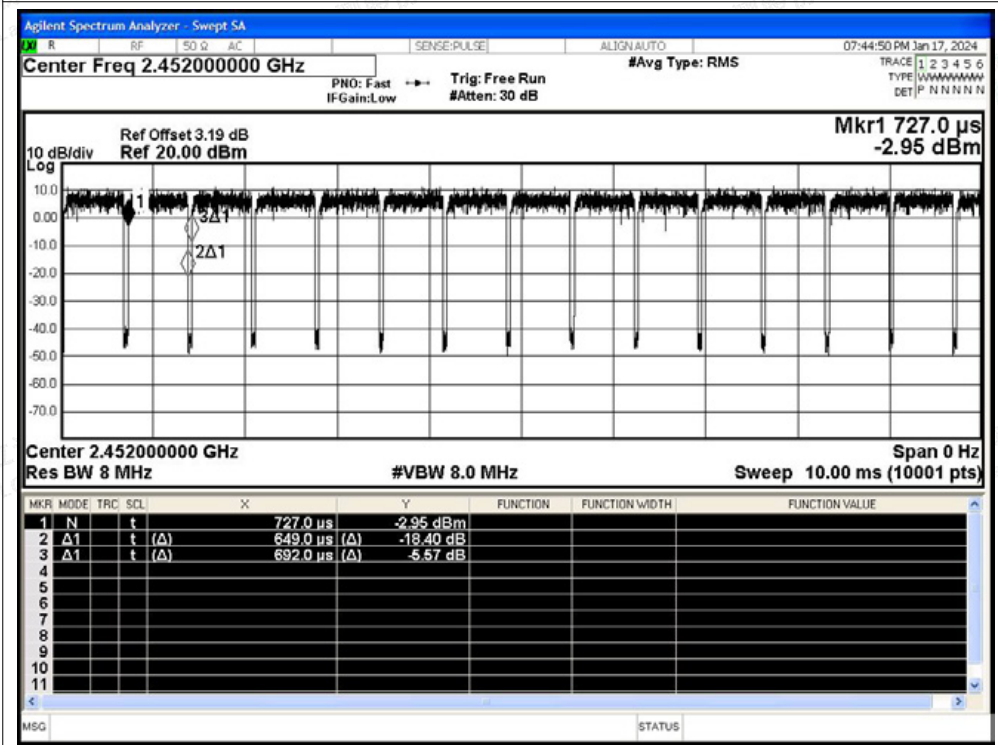 Agilent Spectrum Analyzer - Swept SA
LXI R RF 50 Ω AC SENSE:PULSE ALIGN AUTO 07:44:50 PM Jan 17, 2024
Center Freq 2.452000000 GHz #Avg Type: RMS TRACE 1 2 3 4 5 6
PNO: Fast Trig: Free Run TYPE WWWWWW
IFGain:Low #Atten: 30 dB DET P N N N N N
Mkr1 727.0 µs
Ref Offset 3.19 dB
10 dB/div Ref 20.00 dBm -2.95 dBm
Log
10.0
1
0.00
3Δ1
-10.0
2Δ1
-20.0
-30.0
-40.0
-50.0
-60.0
-70.0
Center 2.452000000 GHz Span 0 Hz
Res BW 8 MHz #VBW 8.0 MHz Sweep 10.00 ms (10001 pts)
MKR MODE TRC SCL X Y FUNCTION FUNCTION WIDTH FUNCTION VALUE
1 N t 727.0 µs -2.95 dBm
2 Δ1 t (Δ) 649.0 µs (Δ) -18.40 dB
3 Δ1 t (Δ) 692.0 µs (Δ) -5.57 dB
4
5
6
7
8
9
10
11
MSG STATUS